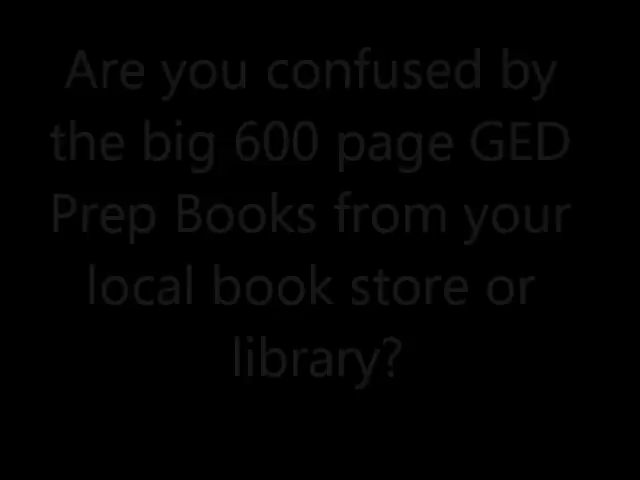 Are you confused by
the big 600 page GED
Prep Books from your
local book store or
library?